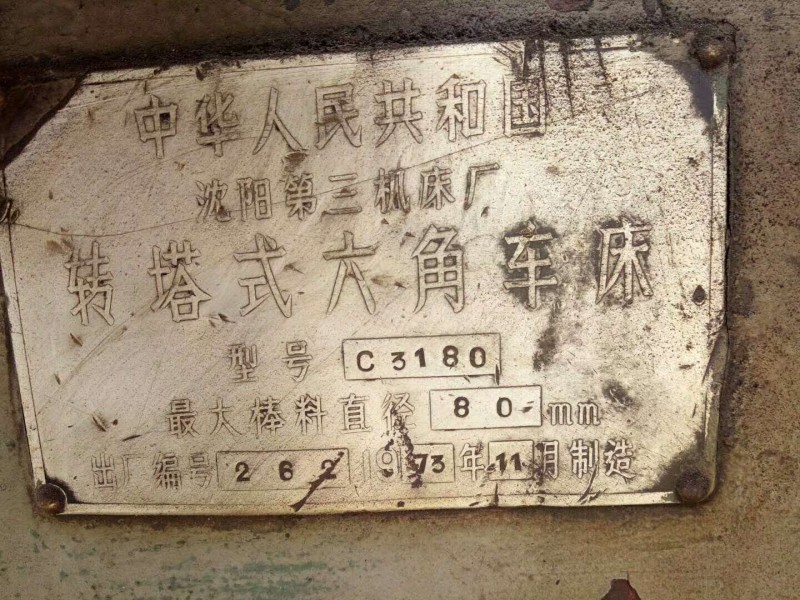 中华人民共和国
沈阳第三机床厂
转塔式六角车床
型号 C3180
最大棒料直径 80 mm
出厂编号 262 1973年11月制造